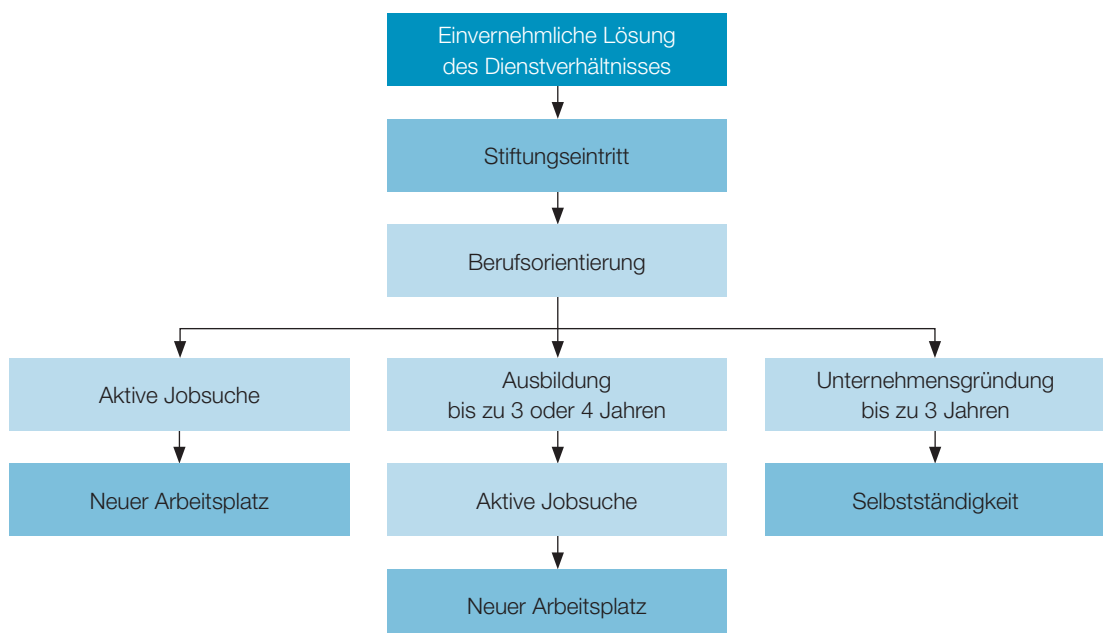 Einvernehmliche Lösung
des Dienstverhältnisses
Stiftungseintritt
Berufsorientierung
Aktive Jobsuche
Ausbildung
bis zu 3 oder 4 Jahren
Unternehmensgründung
bis zu 3 Jahren
Neuer Arbeitsplatz
Aktive Jobsuche
Selbstständigkeit
Neuer Arbeitsplatz